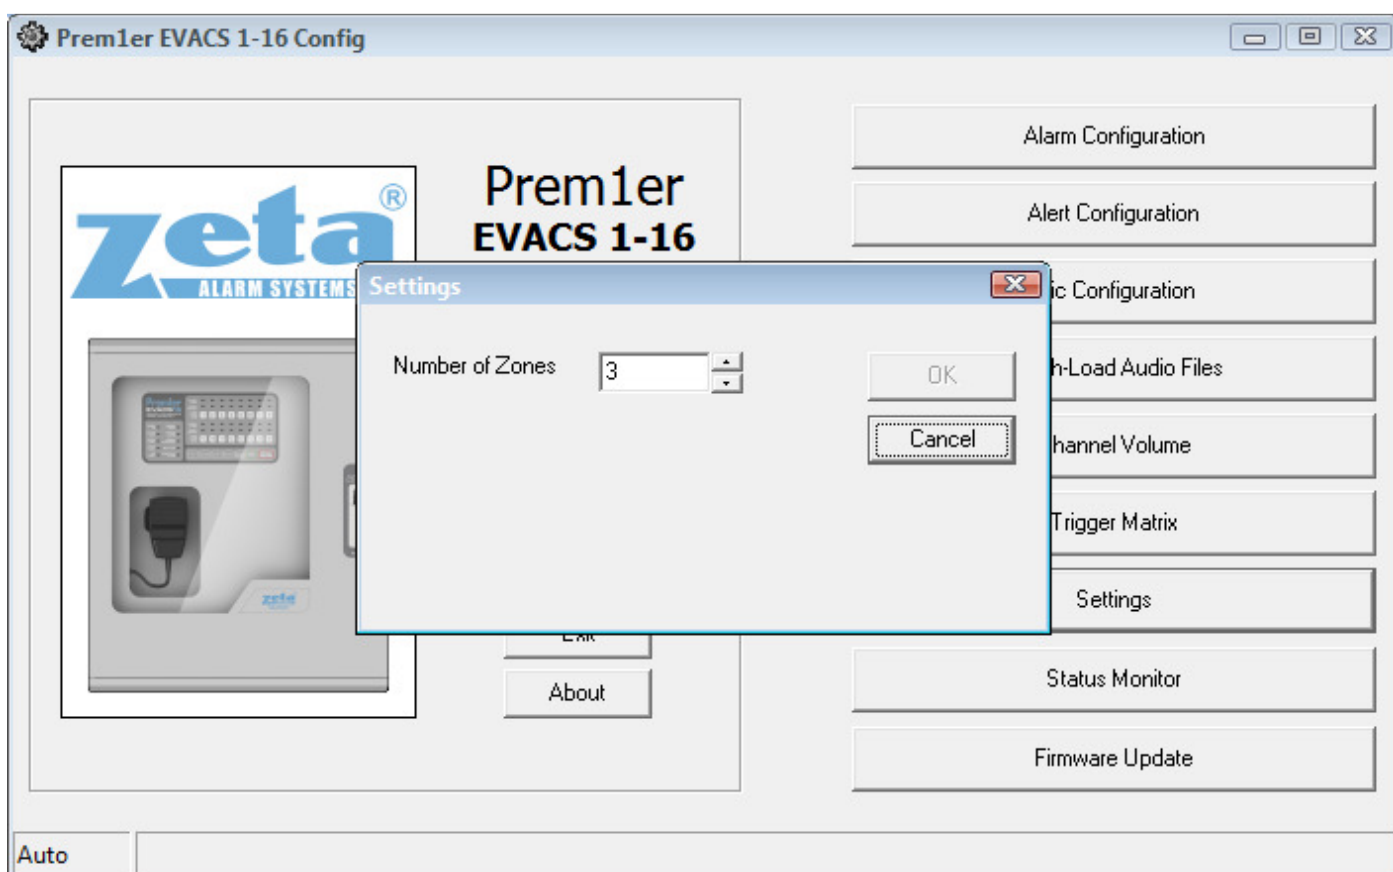 Prem1er EVACS 1-16 Config
zeta®
ALARM SYSTEMS
Prem1er
EVACS 1-16
Settings
Number of Zones
3
OK
Cancel
About
Alarm Configuration
Alert Configuration
ic Configuration
h-Load Audio Files
hannel Volume
Trigger Matrix
Settings
Status Monitor
Firmware Update
zeta
Auto